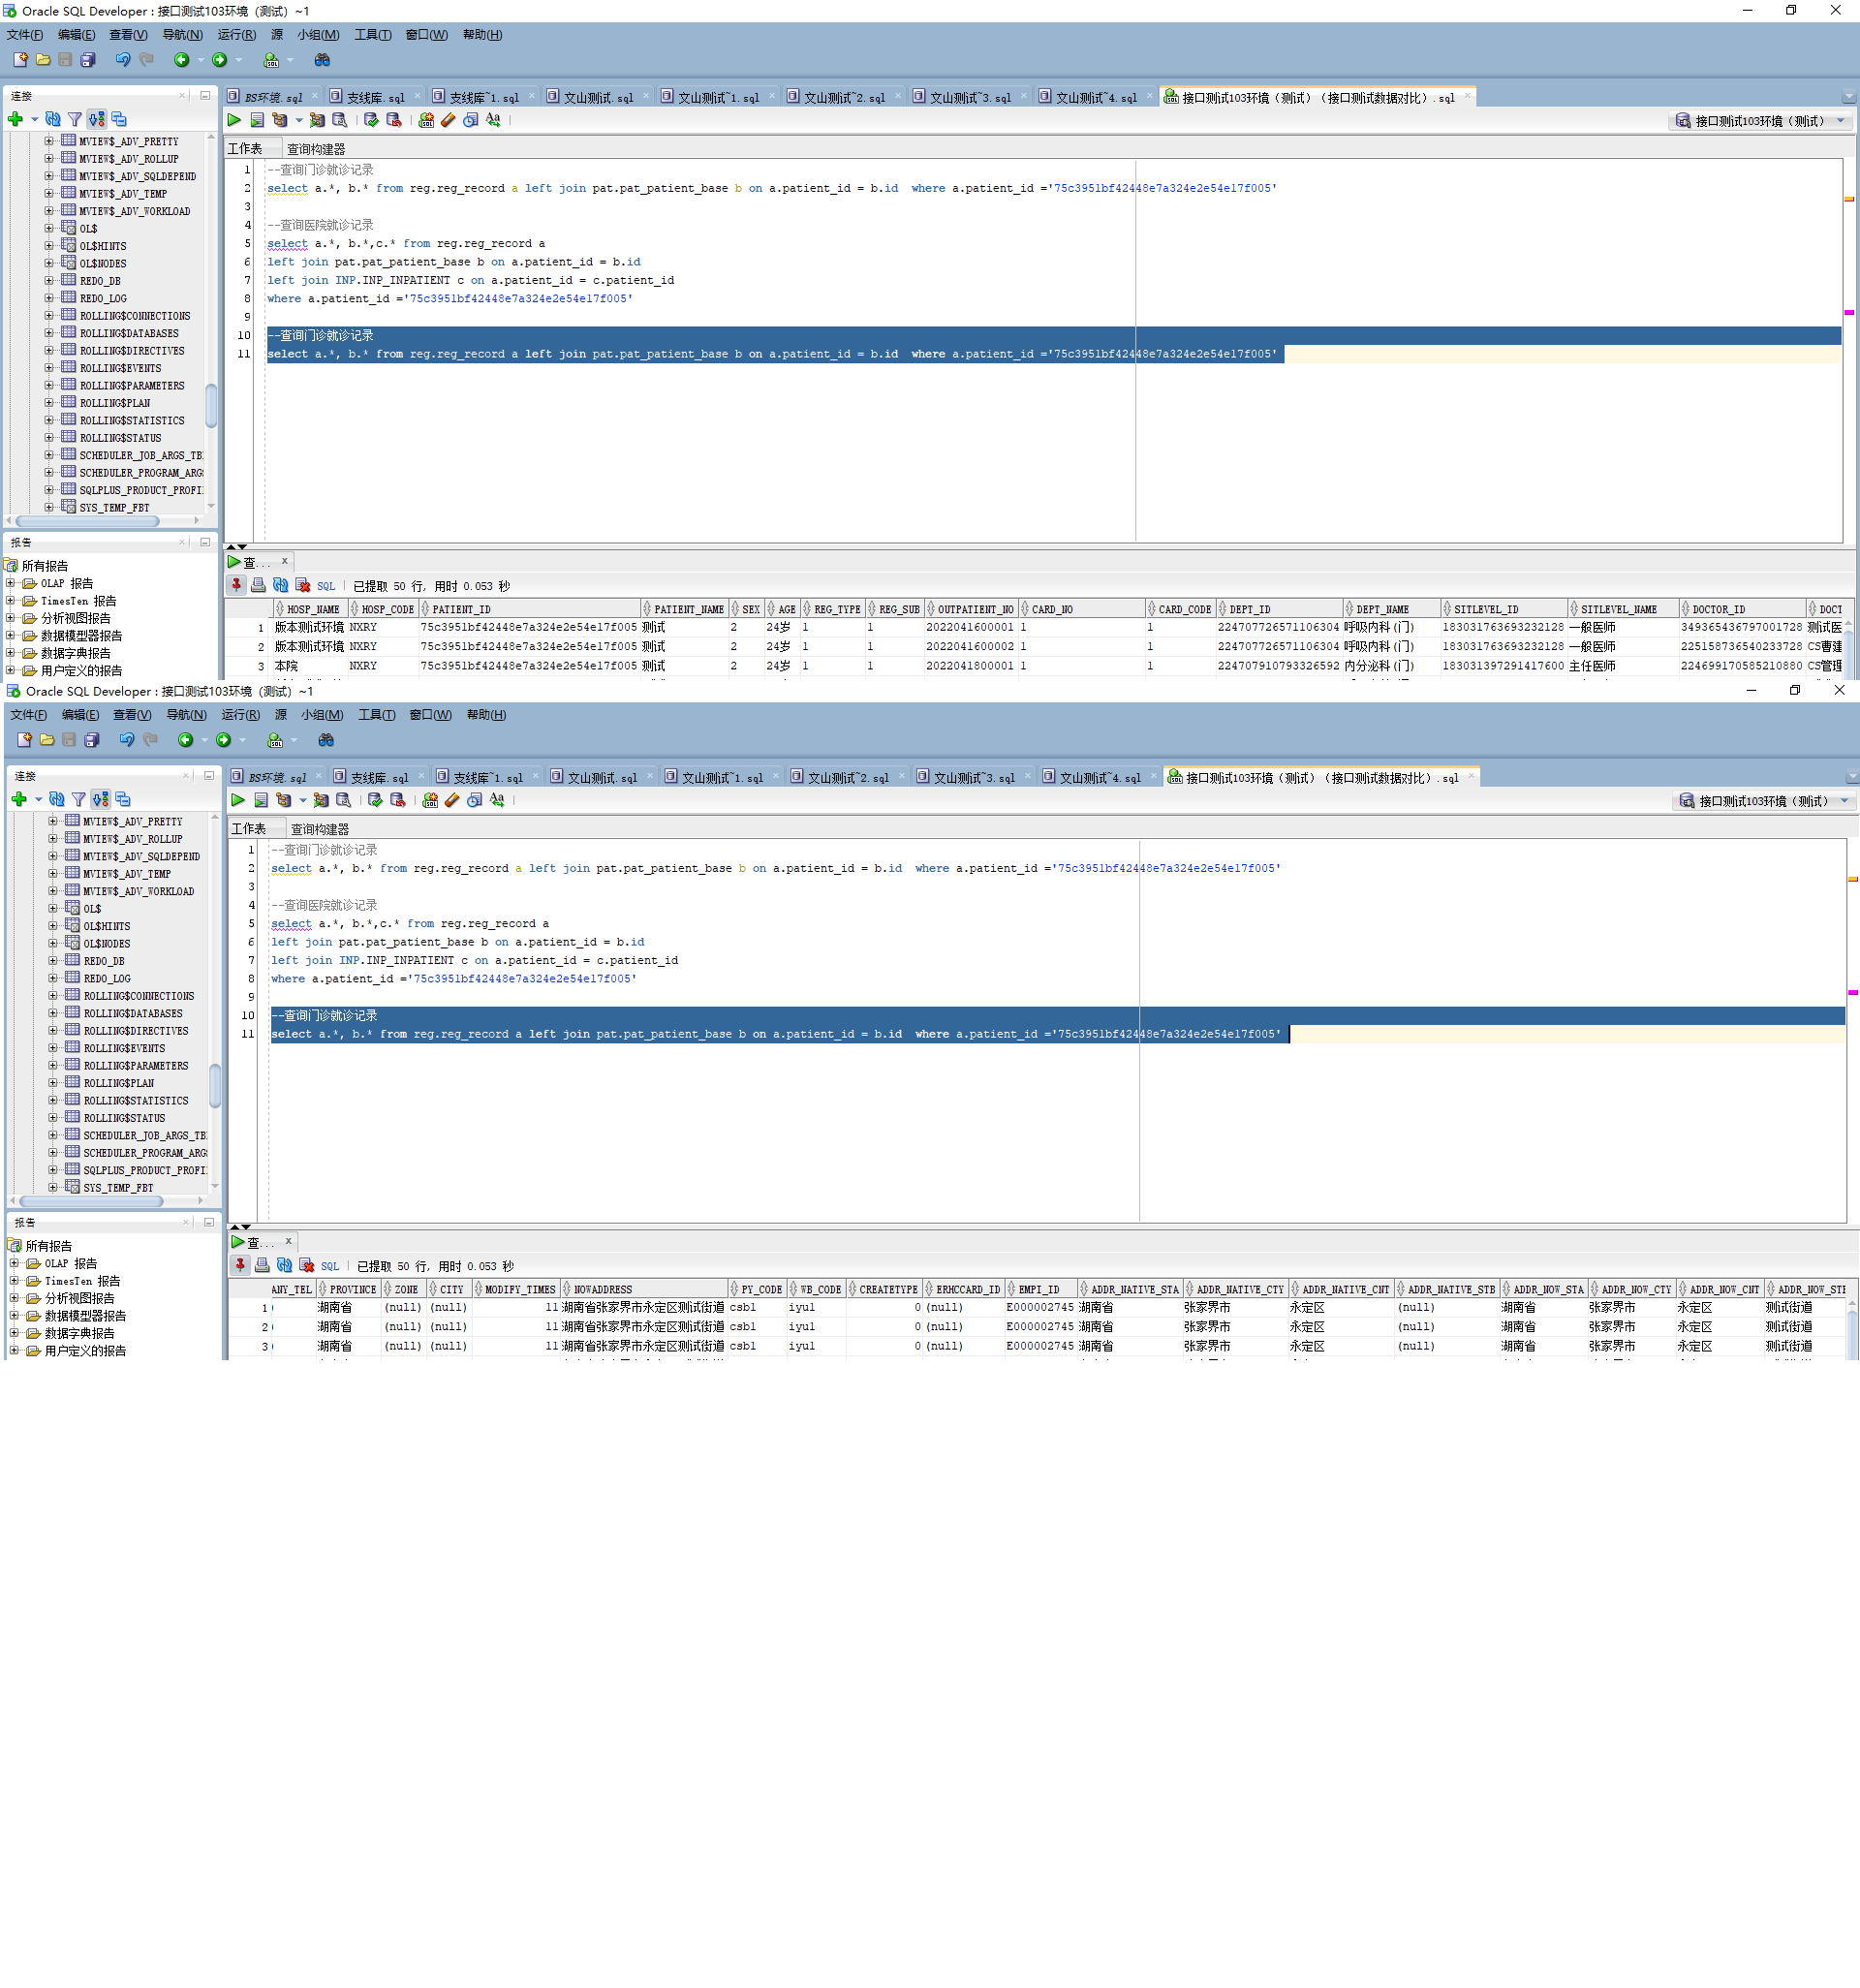 Oracle SQL Developer : 接口测试103环境（测试）~1
文件(F) 编辑(E) 查看(V) 导航(N) 运行(R) 源 小组(M) 工具(T) 窗口(W) 帮助(H)
连接
BS环境.sql 支线库.sql 支线库~1.sql 文山测试.sql 文山测试~1.sql 文山测试~2.sql 文山测试~3.sql 文山测试~4.sql 接口测试103环境（测试）（接口测试数据对比）.sql
接口测试103环境（测试）
工作表 查询构建器
MVIEW$_ADV_PRETTY
MVIEW$_ADV_ROLLUP
MVIEW$_ADV_SQLDEPEND
MVIEW$_ADV_TEMP
MVIEW$_ADV_WORKLOAD
OL$
OL$HINTS
OL$NODES
REDO_DB
REDO_LOG
ROLLING$CONNECTIONS
ROLLING$DATABASES
ROLLING$DIRECTIVES
ROLLING$EVENTS
ROLLING$PARAMETERS
ROLLING$PLAN
ROLLING$STATISTICS
ROLLING$STATUS
SCHEDULER_JOB_ARGS_TB
SCHEDULER_PROGRAM_ARG
SQLPLUS_PRODUCT_PROFI
SYS_TEMP_FBT
1 --查询门诊就诊记录
2 select a.*, b.* from reg.reg_record a left join pat.pat_patient_base b on a.patient_id = b.id  where a.patient_id ='75c3951bf42448e7a324e2e54e17f005'
3
4 --查询医院就诊记录
5 select a.*, b.*,c.* from reg.reg_record a
6 left join pat.pat_patient_base b on a.patient_id = b.id
7 left join INP.INP_INPATIENT c on a.patient_id = c.patient_id
8 where a.patient_id ='75c3951bf42448e7a324e2e54e17f005'
9
10 --查询门诊就诊记录
11 select a.*, b.* from reg.reg_record a left join pat.pat_patient_base b on a.patient_id = b.id  where a.patient_id ='75c3951bf42448e7a324e2e54e17f005'
报告
所有报告
OLAP 报告
TimesTen 报告
分析视图报告
数据模型器报告
数据字典报告
用户定义的报告
查...
SQL 已提取 50 行, 用时 0.053 秒
HOSP_NAME HOSP_CODE PATIENT_ID PATIENT_NAME SEX AGE REG_TYPE REG_SUB OUTPATIENT_NO CARD_NO CARD_CODE DEPT_ID DEPT_NAME SITLEVEL_ID SITLEVEL_NAME DOCTOR_ID DOCT
1 版本测试环境 NXRY 75c3951bf42448e7a324e2e54e17f005 测试 2 24岁 1 1 2022041600001 1 1 224707726571106304 呼吸内科(门) 183031763693232128 一般医师 349365436797001728 测试医
2 版本测试环境 NXRY 75c3951bf42448e7a324e2e54e17f005 测试 2 24岁 1 1 2022041600002 1 1 224707726571106304 呼吸内科(门) 183031763693232128 一般医师 225158736540233728 CS曹建
3 本院 NXRY 75c3951bf42448e7a324e2e54e17f005 测试 2 24岁 1 1 2022041800001 1 1 224707910793326592 内分泌科(门) 183031397291417600 主任医师 224699170585210880 CS管理
Oracle SQL Developer : 接口测试103环境（测试）~1
文件(F) 编辑(E) 查看(V) 导航(N) 运行(R) 源 小组(M) 工具(T) 窗口(W) 帮助(H)
连接
BS环境.sql 支线库.sql 支线库~1.sql 文山测试.sql 文山测试~1.sql 文山测试~2.sql 文山测试~3.sql 文山测试~4.sql 接口测试103环境（测试）（接口测试数据对比）.sql
接口测试103环境（测试）
工作表 查询构建器
MVIEW$_ADV_PRETTY
MVIEW$_ADV_ROLLUP
MVIEW$_ADV_SQLDEPEND
MVIEW$_ADV_TEMP
MVIEW$_ADV_WORKLOAD
OL$
OL$HINTS
OL$NODES
REDO_DB
REDO_LOG
ROLLING$CONNECTIONS
ROLLING$DATABASES
ROLLING$DIRECTIVES
ROLLING$EVENTS
ROLLING$PARAMETERS
ROLLING$PLAN
ROLLING$STATISTICS
ROLLING$STATUS
SCHEDULER_JOB_ARGS_TB
SCHEDULER_PROGRAM_ARG
SQLPLUS_PRODUCT_PROFI
SYS_TEMP_FBT
1 --查询门诊就诊记录
2 select a.*, b.* from reg.reg_record a left join pat.pat_patient_base b on a.patient_id = b.id  where a.patient_id ='75c3951bf42448e7a324e2e54e17f005'
3
4 --查询医院就诊记录
5 select a.*, b.*,c.* from reg.reg_record a
6 left join pat.pat_patient_base b on a.patient_id = b.id
7 left join INP.INP_INPATIENT c on a.patient_id = c.patient_id
8 where a.patient_id ='75c3951bf42448e7a324e2e54e17f005'
9
10 --查询门诊就诊记录
11 select a.*, b.* from reg.reg_record a left join pat.pat_patient_base b on a.patient_id = b.id  where a.patient_id ='75c3951bf42448e7a324e2e54e17f005'
报告
所有报告
OLAP 报告
TimesTen 报告
分析视图报告
数据模型器报告
数据字典报告
用户定义的报告
查...
SQL 已提取 50 行, 用时 0.053 秒
ANY_TEL PROVINCE ZONE CITY MODIFY_TIMES NOWADDRESS PY_CODE WB_CODE CREATETYPE ERHCCARD_ID EMPI_ID ADDR_NATIVE_STA ADDR_NATIVE_CTY ADDR_NATIVE_CNT ADDR_NATIVE_STB ADDR_NOW_STA ADDR_NOW_CTY ADDR_NOW_CNT ADDR_NOW_STE
1 湖南省 (null) (null) 11 湖南省张家界市永定区测试街道 csbl iyul 0 (null) E000002745 湖南省 张家界市 永定区 (null) 湖南省 张家界市 永定区 测试街道
2 湖南省 (null) (null) 11 湖南省张家界市永定区测试街道 csbl iyul 0 (null) E000002745 湖南省 张家界市 永定区 (null) 湖南省 张家界市 永定区 测试街道
3 湖南省 (null) (null) 11 湖南省张家界市永定区测试街道 csbl iyul 0 (null) E000002745 湖南省 张家界市 永定区 (null) 湖南省 张家界市 永定区 测试街道